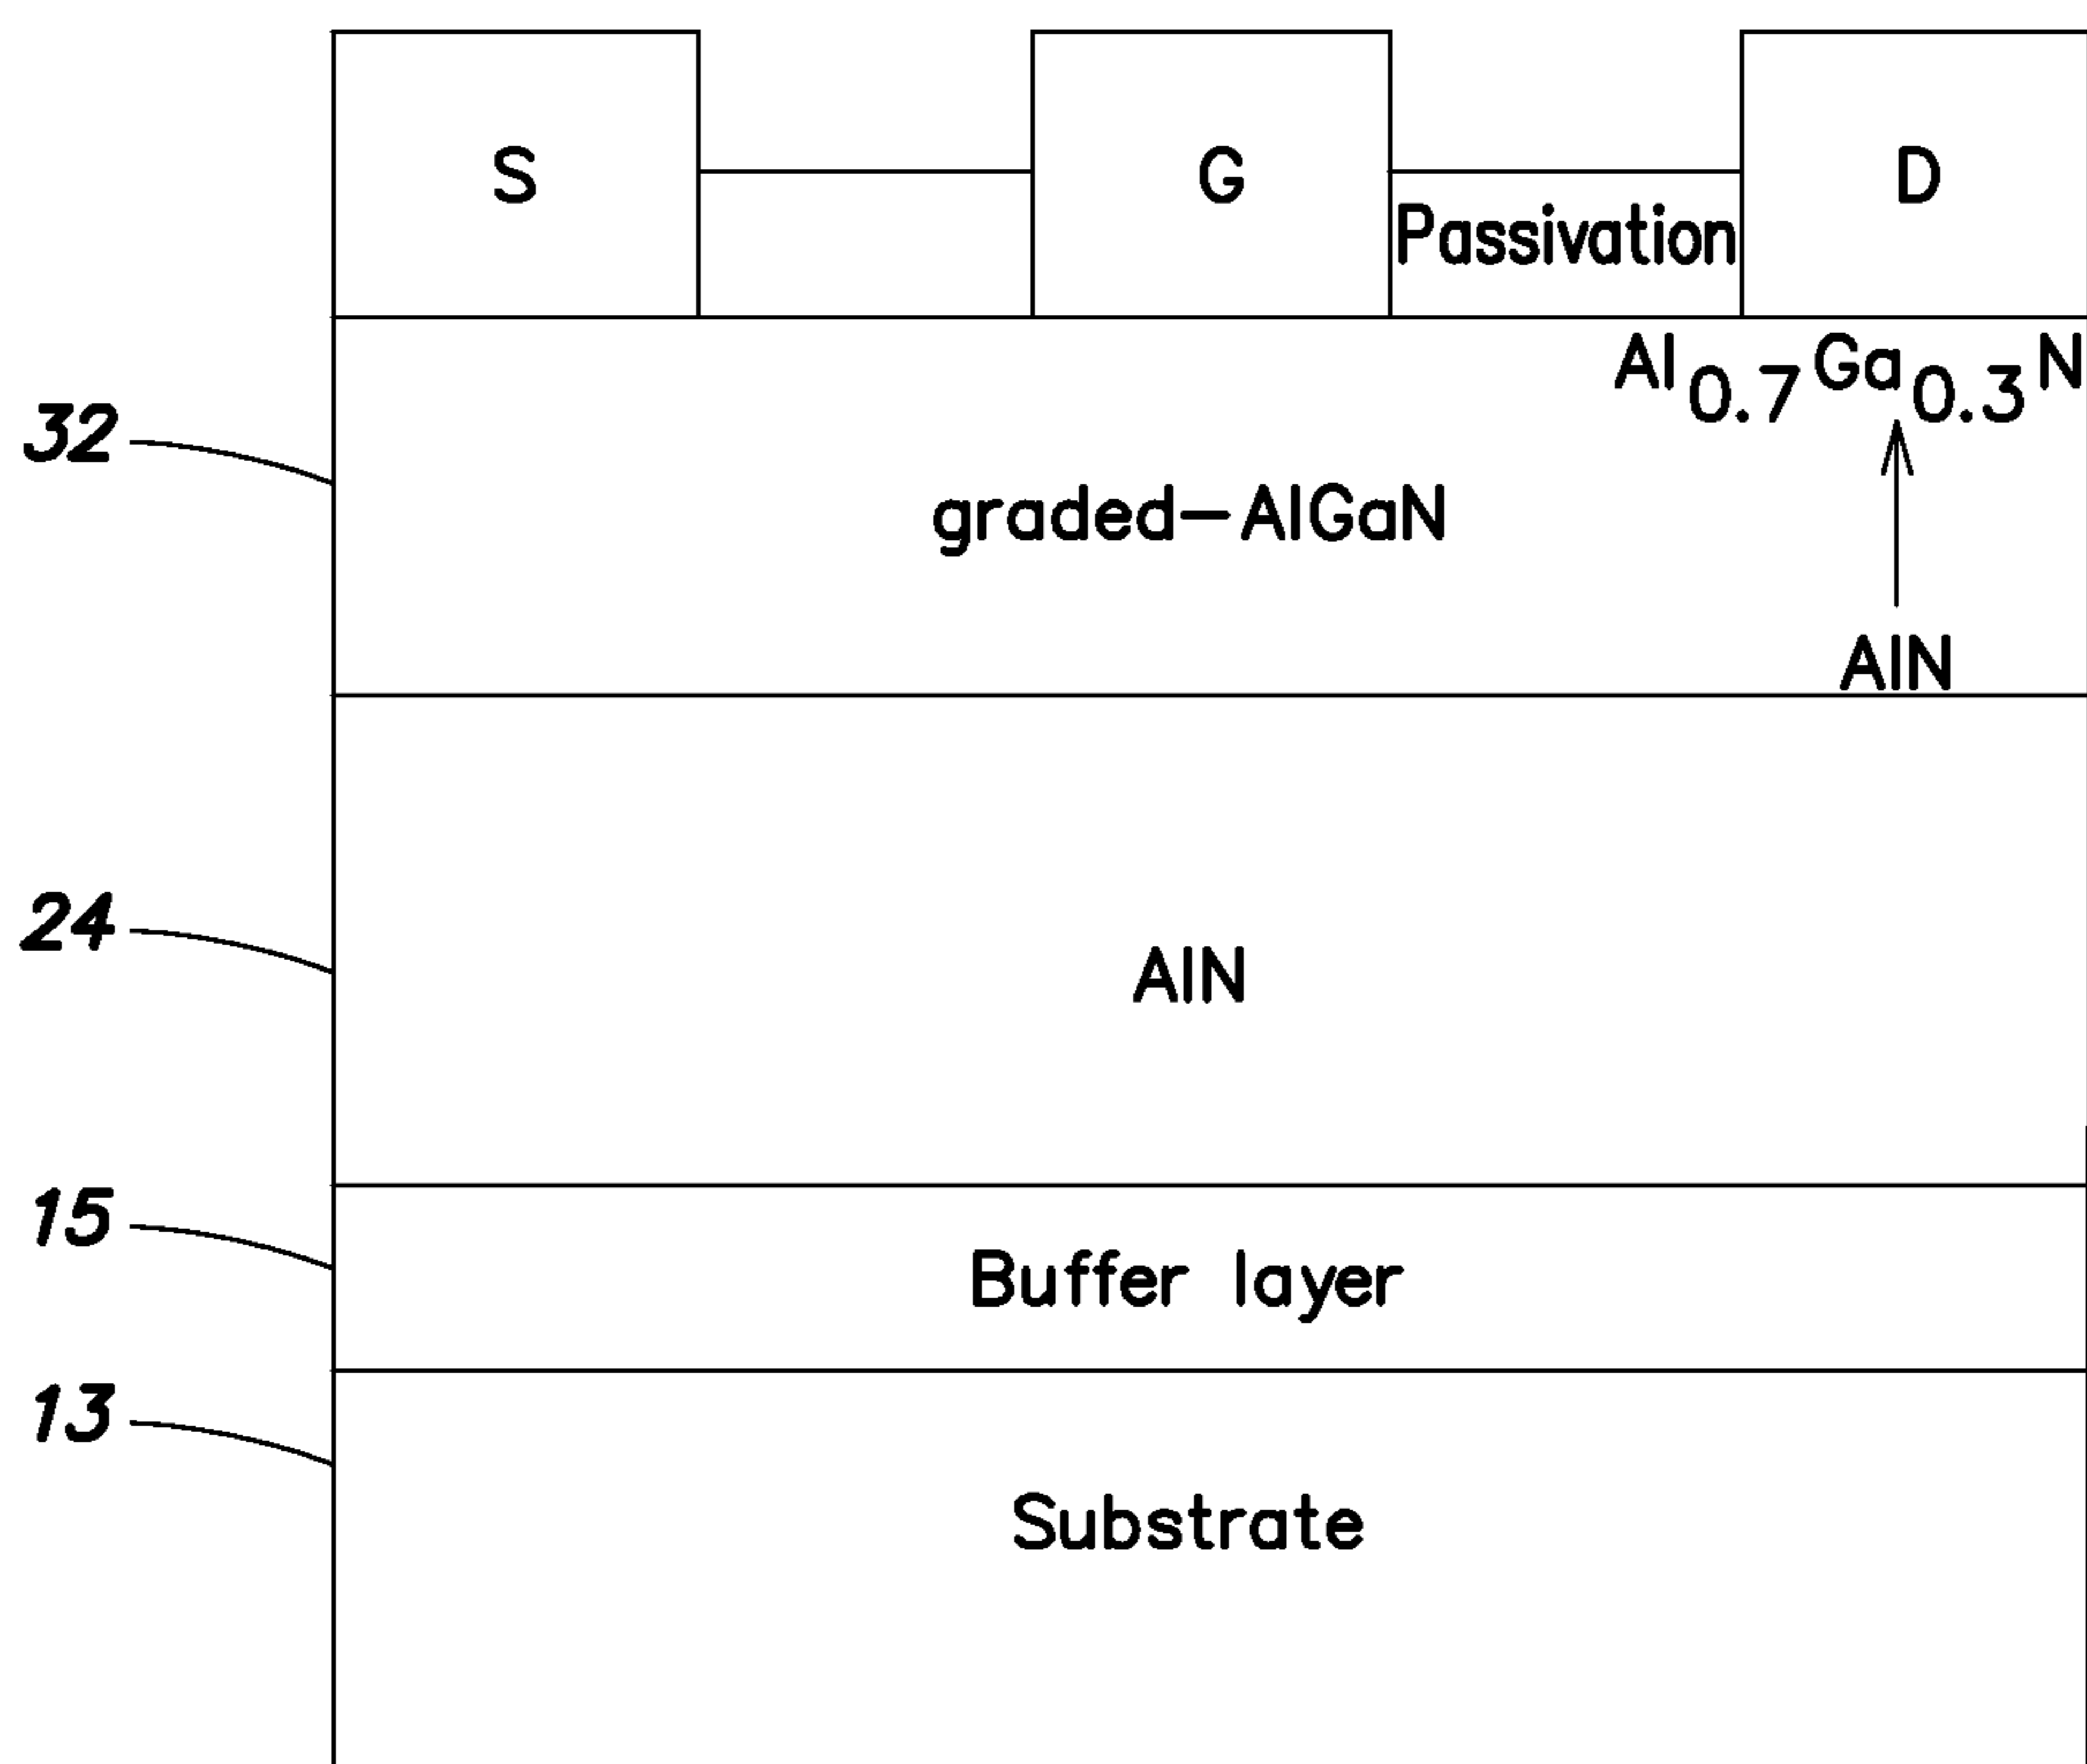 S G D
Passivation
Al0.7Ga0.3N
32
graded-AlGaN
AlN
24
AlN
15
Buffer layer
13
Substrate